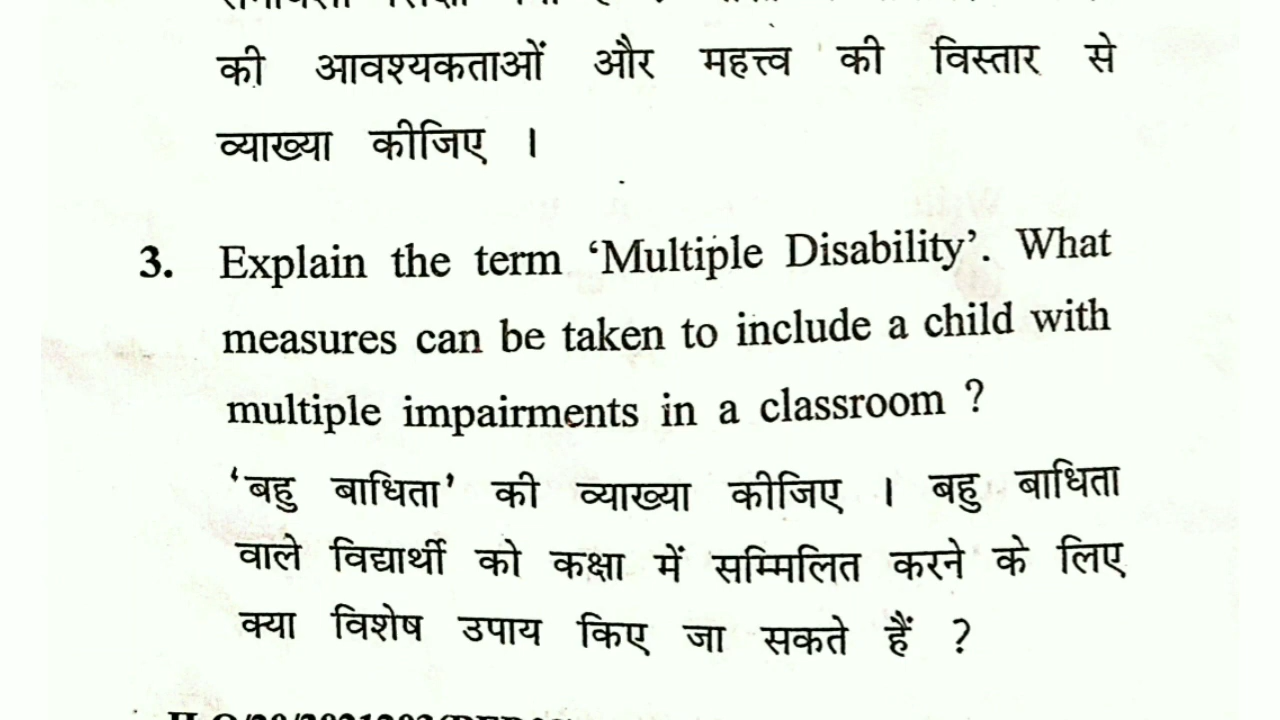 की आवश्यकताओं और महत्त्व की विस्तार से
व्याख्या कीजिए ।
3. Explain the term ‘Multiple Disability’. What
measures can be taken to include a child with
multiple impairments in a classroom ?
‘बहु बाधिता’ की व्याख्या कीजिए । बहु बाधिता
वाले विद्यार्थी को कक्षा में सम्मिलित करने के लिए
क्या विशेष उपाय किए जा सकते हैं ?